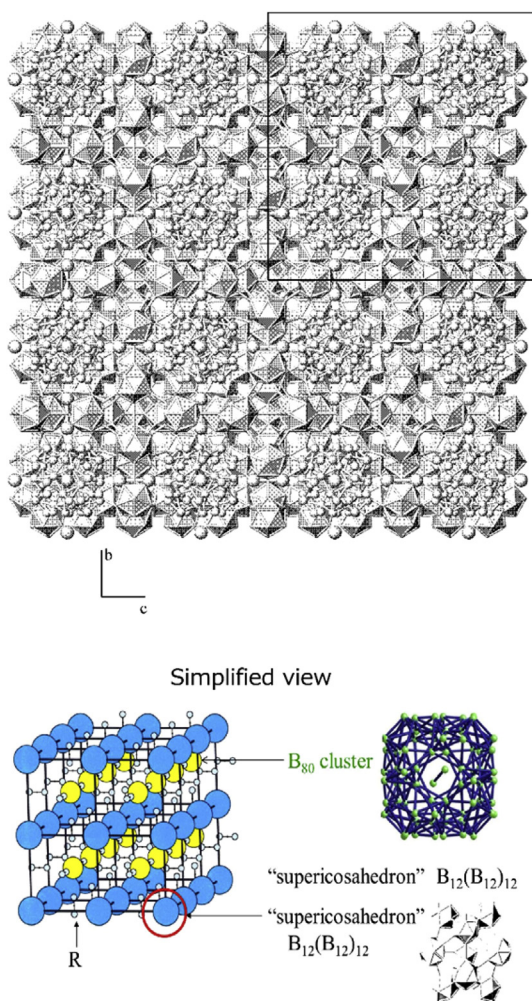 b
c
Simplified view
B₈₀ cluster
"supericosahedron" B₁₂(B₁₂)₁₂
"supericosahedron"
B₁₂(B₁₂)₁₂
R